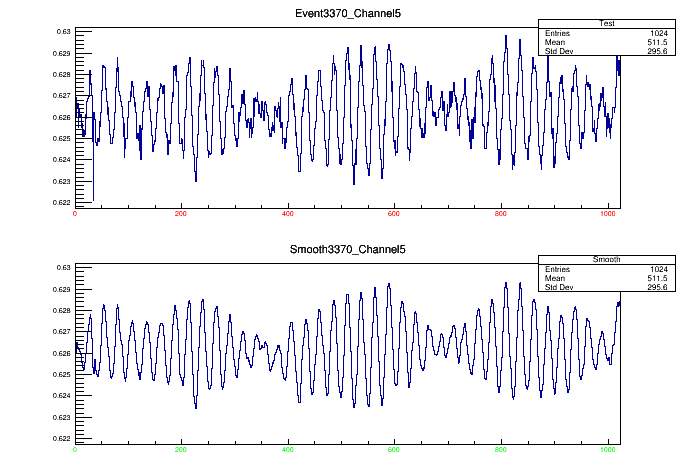 Event3370_Channel5
Test
Entries 1024
Mean 511.5
Std Dev 295.6
0.63
0.629
0.628
0.627
0.626
0.625
0.624
0.623
0.622
0 200 400 600 800 1000
Smooth3370_Channel5
Smooth
Entries 1024
Mean 511.5
Std Dev 295.6
0.63
0.629
0.628
0.627
0.626
0.625
0.624
0.623
0.622
0 200 400 600 800 1000